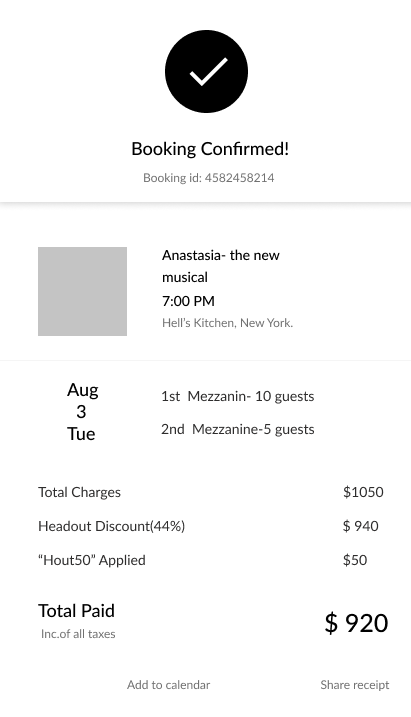 Booking Confirmed!
Booking id: 4582458214
Anastasia- the new
musical
7:00 PM
Hell's Kitchen, New York.
Aug
3
Tue
1st Mezzanin- 10 guests
2nd Mezzanine-5 guests
Total Charges $1050
Headout Discount(44%) $ 940
“Hout50” Applied $50
Total Paid
$ 920
Inc.of all taxes
Add to calendar Share receipt